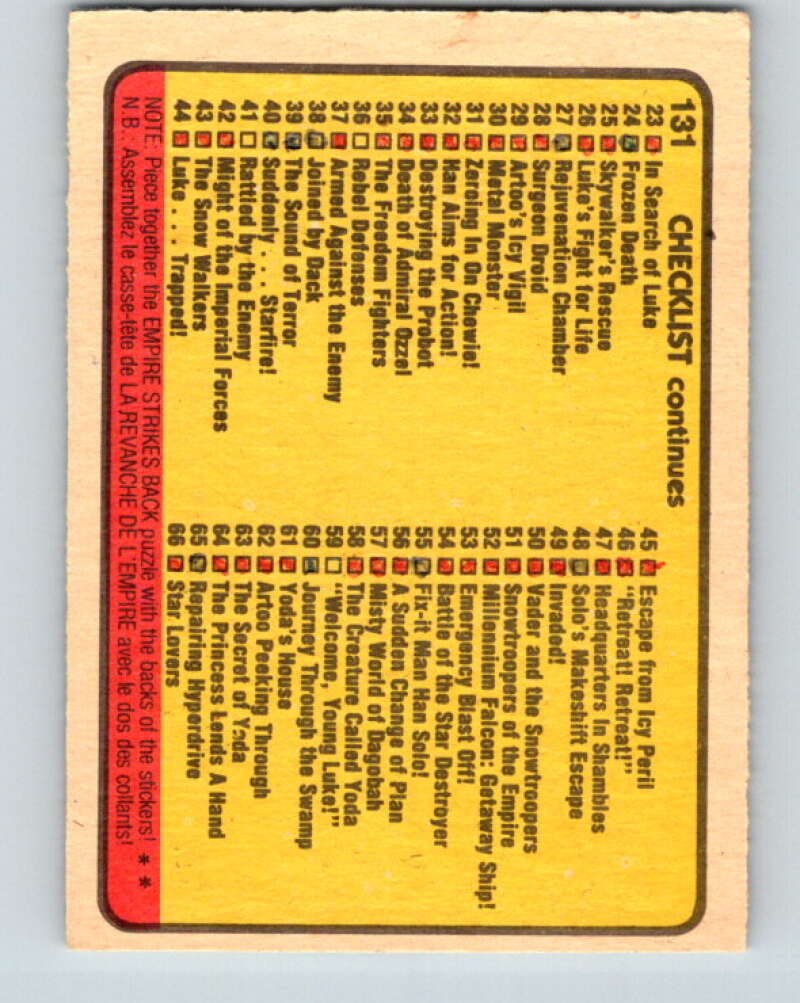 131 CHECKLIST continues
23 In Search of Luke
24 Frozen Death
25 Skywalker's Rescue
26 Luke's Fight for Life
27 Rejuvenation Chamber
28 Surgeon Droid
29 Artoo's Icy Vigil
30 Metal Monster
31 Zeroing In On Chewie!
32 Han Aims for Action!
33 Destroying the Probot
34 Death of Admiral Ozzel
35 The Freedom Fighters
36 Rebel Defenses
37 Armed Against the Enemy
38 Joined by Dack
39 The Sound of Terror
40 Suddenly . . . Starfire!
41 Rattled by the Enemy
42 Might of the Imperial Forces
43 The Snow Walkers
44 Luke . . . Trapped!
45 Escape from Icy Peril
46 "Retreat! Retreat!"
47 Headquarters In Shambles
48 Solo's Makeshift Escape
49 Invaded!
50 Vader and the Snowtroopers
51 Snowtroopers of the Empire
52 Millennium Falcon: Getaway Ship!
53 Emergency Blast Off!
54 Battle of the Star Destroyer
55 Fix-it Man Han Solo!
56 A Sudden Change of Plan
57 Misty World of Dagobah
58 The Creature Called Yoda
59 "Welcome, Young Luke!"
60 Journey Through the Swamp
61 Yoda's House
62 Artoo Peeking Through
63 The Secret of Yoda
64 The Princess Lends A Hand
65 Repairing Hyperdrive
66 Star Lovers
NOTE: Piece together the EMPIRE STRIKES BACK puzzle with the backs of the stickers! * *
N.B.: Assemblez le casse-tête de LA REVANCHE DE L'EMPIRE avec le dos des collants!